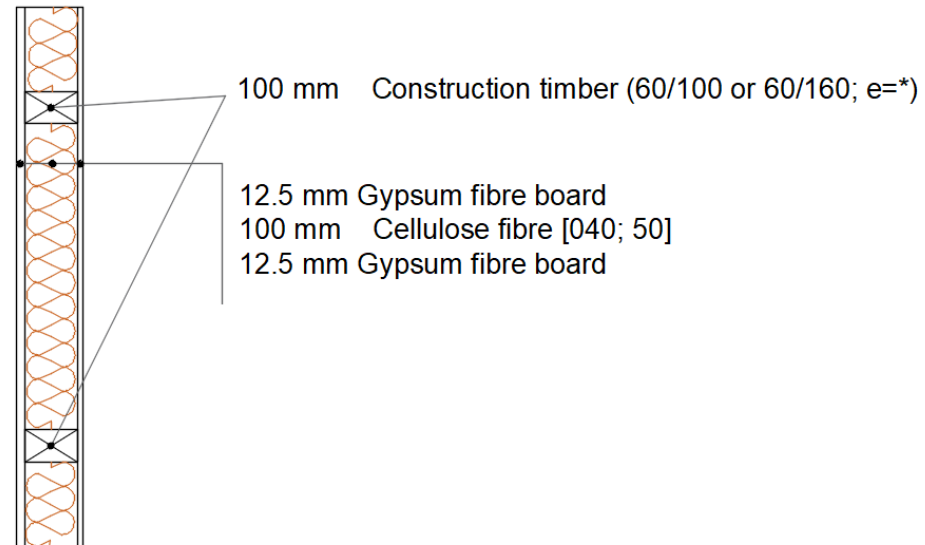 100 mm Construction timber (60/100 or 60/160; e=*)
12.5 mm Gypsum fibre board
100 mm Cellulose fibre [040; 50]
12.5 mm Gypsum fibre board